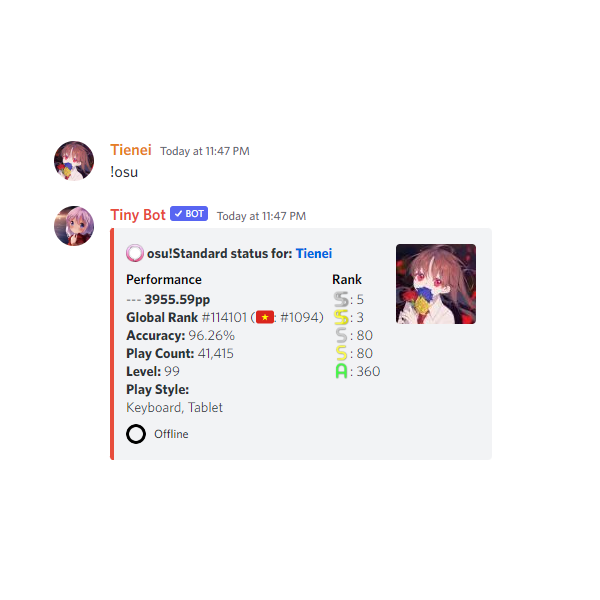 Tienei Today at 11:47 PM
!osu
Tiny Bot BOT Today at 11:47 PM
osu!Standard status for: Tienei
Performance
--- 3955.59pp
Global Rank #114101 ( : #1094)
Accuracy: 96.26%
Play Count: 41,415
Level: 99
Play Style:
Keyboard, Tablet
Rank
S : 5
S : 3
S : 80
S : 80
A : 360
Offline